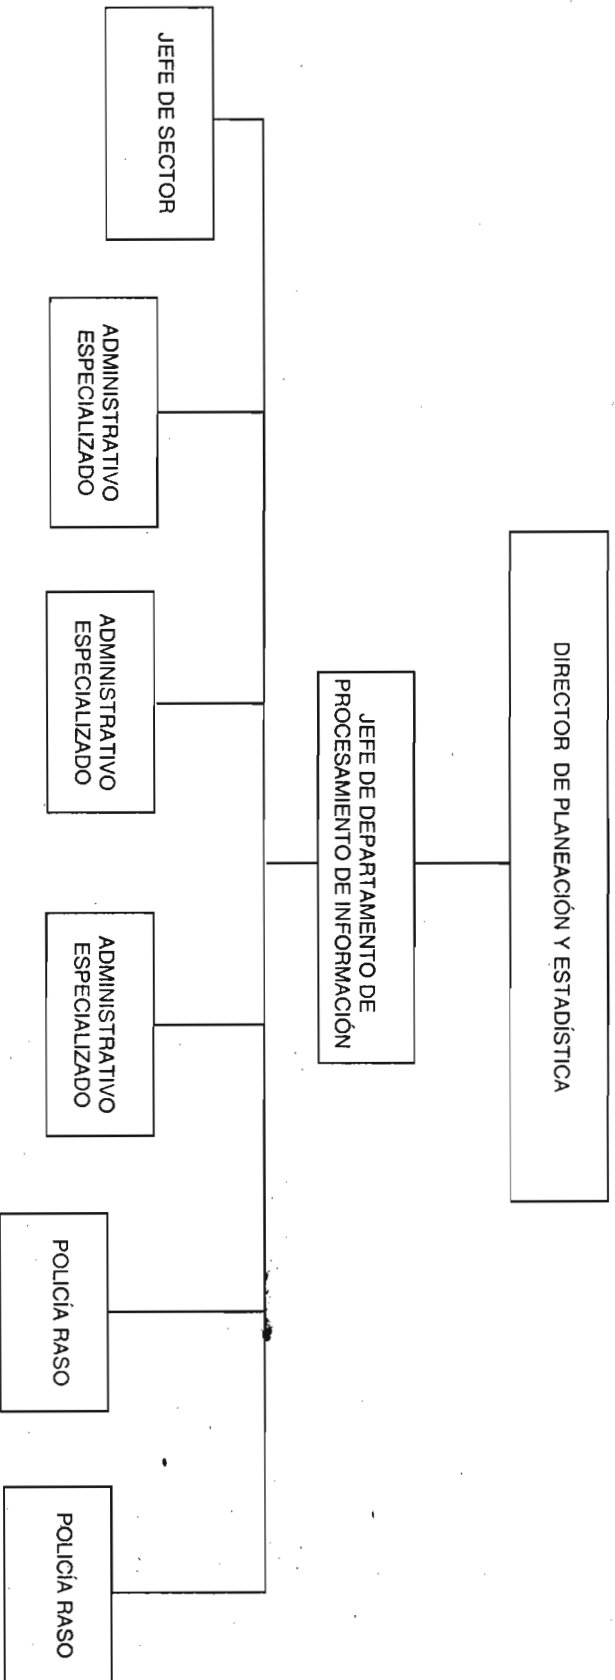 DIRECTOR DE PLANEACIÓN Y ESTADÍSTICA
JEFE DE DEPARTAMENTO DE
PROCESAMIENTO DE INFORMACIÓN
JEFE DE SECTOR
ADMINISTRATIVO
ESPECIALIZADO
ADMINISTRATIVO
ESPECIALIZADO
ADMINISTRATIVO
ESPECIALIZADO
POLICÍA RASO
POLICÍA RASO